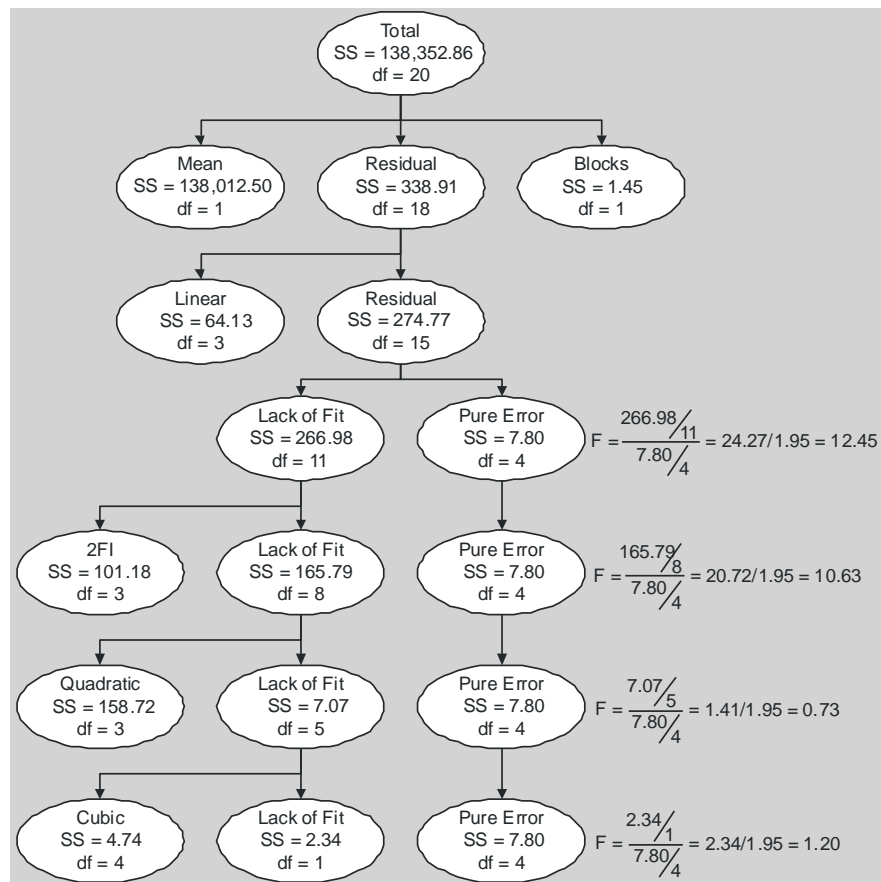 Total
SS = 138,352.86
df = 20
Mean
SS = 138,012.50
df = 1
Residual
SS = 338.91
df = 18
Blocks
SS = 1.45
df = 1
Linear
SS = 64.13
df = 3
Residual
SS = 274.77
df = 15
Lack of Fit
SS = 266.98
df = 11
Pure Error
SS = 7.80
df = 4
F = 266.98/11 / 7.80/4 = 24.27/1.95 = 12.45
2FI
SS = 101.18
df = 3
Lack of Fit
SS = 165.79
df = 8
Pure Error
SS = 7.80
df = 4
F = 165.79/8 / 7.80/4 = 20.72/1.95 = 10.63
Quadratic
SS = 158.72
df = 3
Lack of Fit
SS = 7.07
df = 5
Pure Error
SS = 7.80
df = 4
F = 7.07/5 / 7.80/4 = 1.41/1.95 = 0.73
Cubic
SS = 4.74
df = 4
Lack of Fit
SS = 2.34
df = 1
Pure Error
SS = 7.80
df = 4
F = 2.34/1 / 7.80/4 = 2.34/1.95 = 1.20